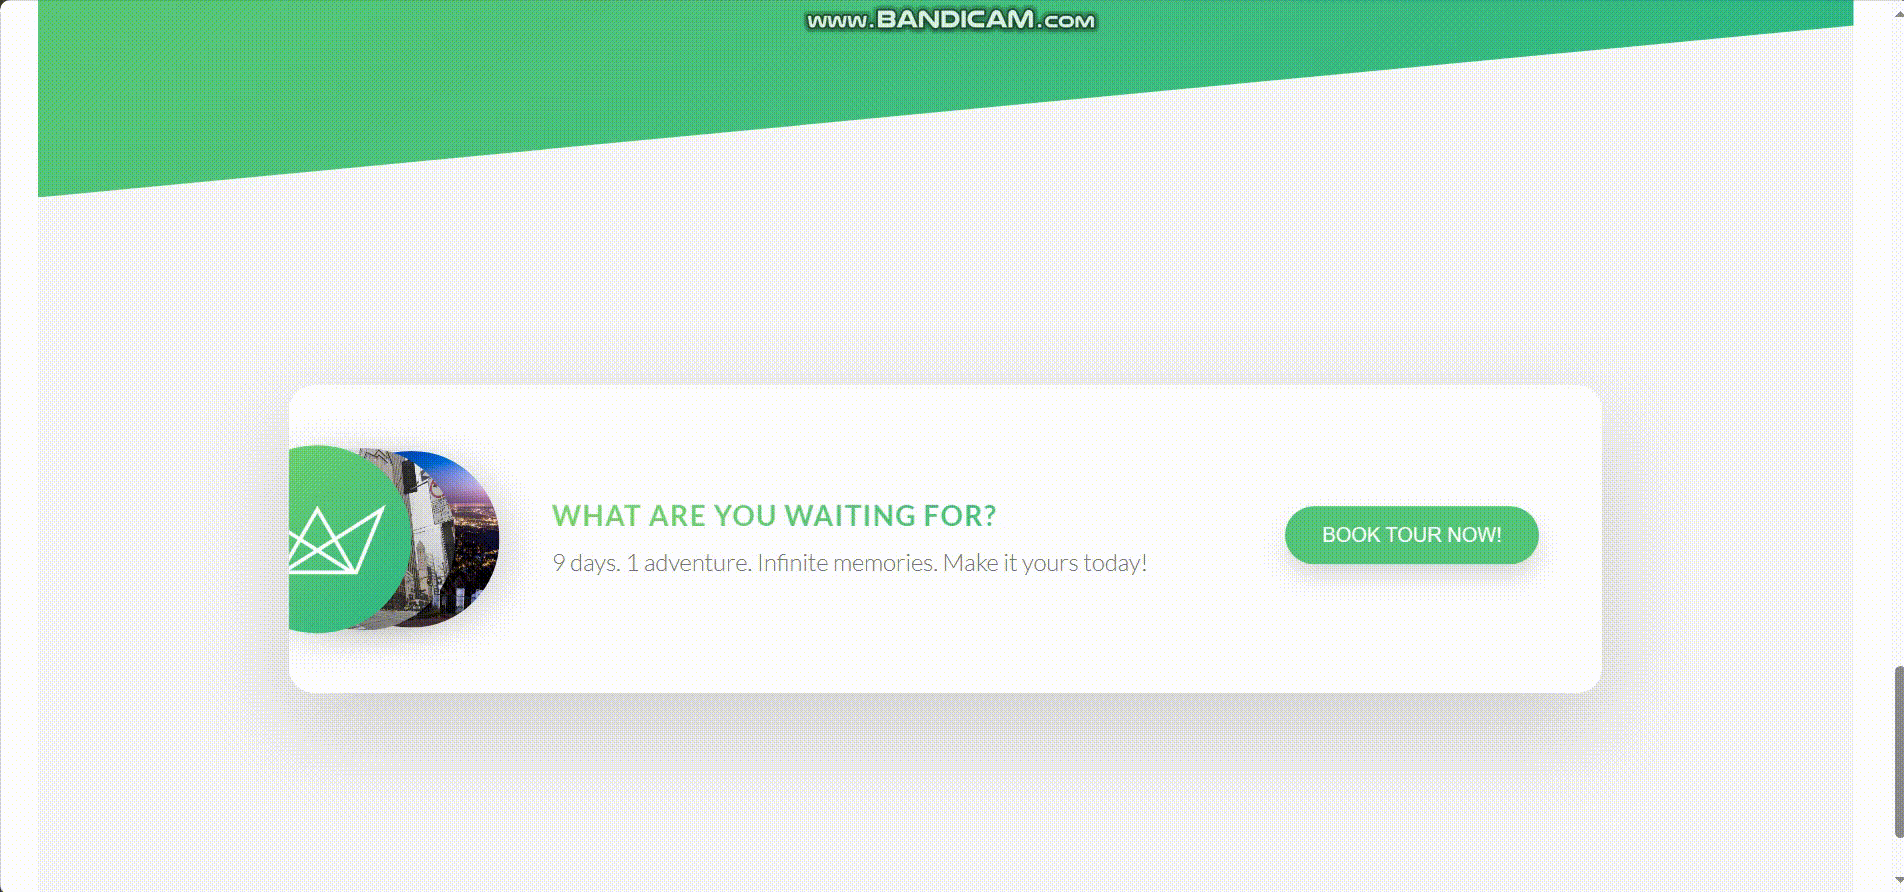 www.BANDICAM.com
WHAT ARE YOU WAITING FOR?
9 days. 1 adventure. Infinite memories. Make it yours today!
BOOK TOUR NOW!